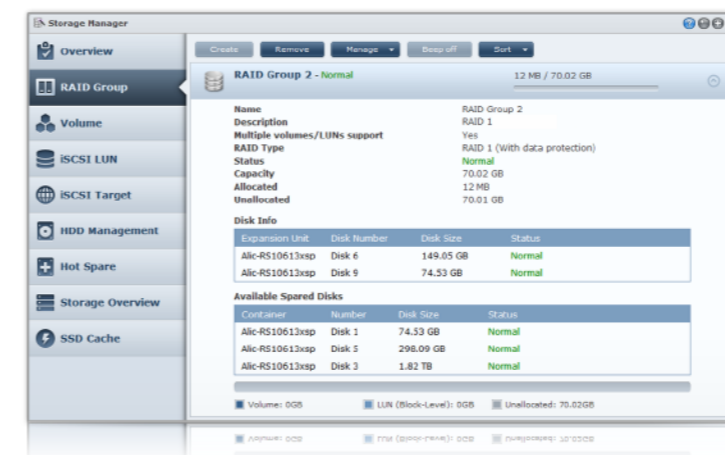 Storage Manager
Overview
RAID Group
Volume
iSCSI LUN
iSCSI Target
HDD Management
Hot Spare
Storage Overview
SSD Cache
Create Remove Manage Beep off Sort
RAID Group 2 - Normal 12 MB / 70.02 GB
Name RAID Group 2
Description RAID 1
Multiple volumes/LUNs support Yes
RAID Type RAID 1 (With data protection)
Status Normal
Capacity 70.02 GB
Allocated 12 MB
Unallocated 70.01 GB
Disk Info
Expansion Unit Disk Number Disk Size Status
Alic-RS10613xsp Disk 6 149.05 GB Normal
Alic-RS10613xsp Disk 9 74.53 GB Normal
Available Spared Disks
Container Number Disk Size Status
Alic-RS10613xsp Disk 1 74.53 GB Normal
Alic-RS10613xsp Disk 5 298.09 GB Normal
Alic-RS10613xsp Disk 3 1.82 TB Normal
Volume: 0GB LUN (Block-Level): 0GB Unallocated: 70.02GB